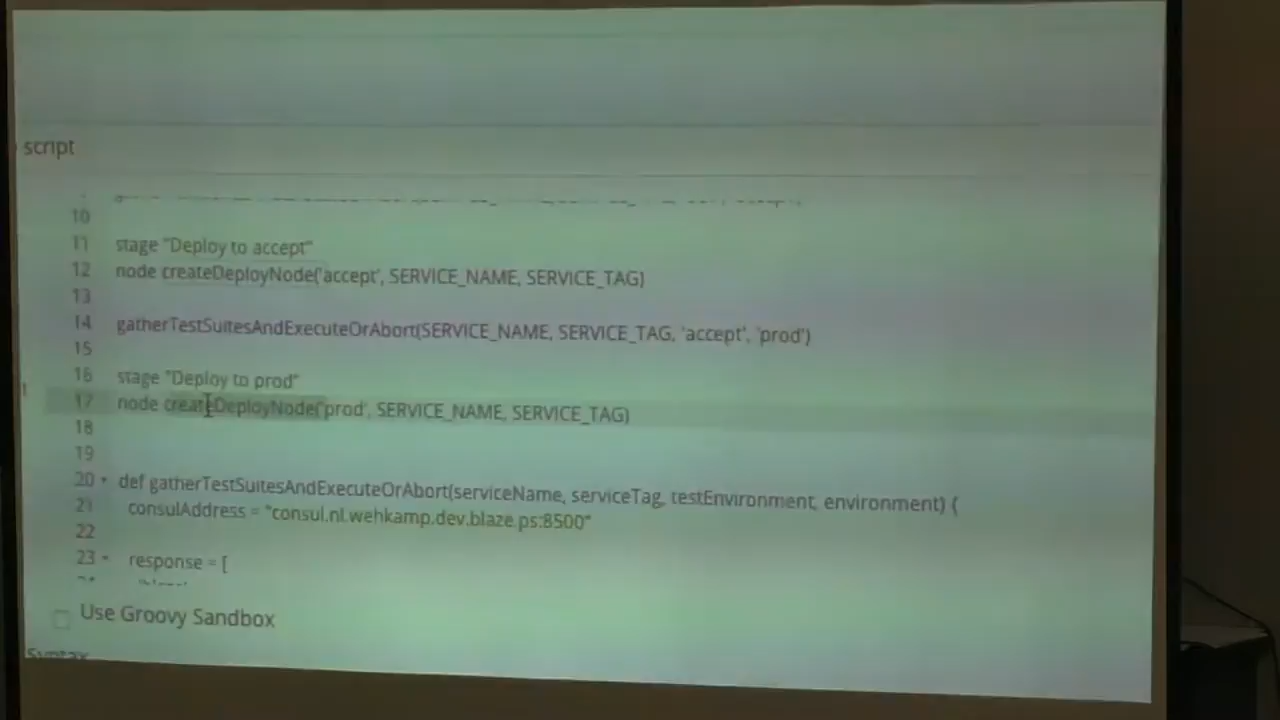 script
10
11 stage "Deploy to accept"
12 node createDeployNode('accept', SERVICE_NAME, SERVICE_TAG)
13
14 gatherTestSuitesAndExecuteOrAbort(SERVICE_NAME, SERVICE_TAG, 'accept', 'prod')
15
16 stage "Deploy to prod"
17 node createDeployNode('prod', SERVICE_NAME, SERVICE_TAG)
18
19
20 def gatherTestSuitesAndExecuteOrAbort(serviceName, serviceTag, testEnvironment, environment) {
21 consulAddress = "consul.nl.wehkamp.dev.blaze.ps:8500"
22
23 response = [
Use Groovy Sandbox